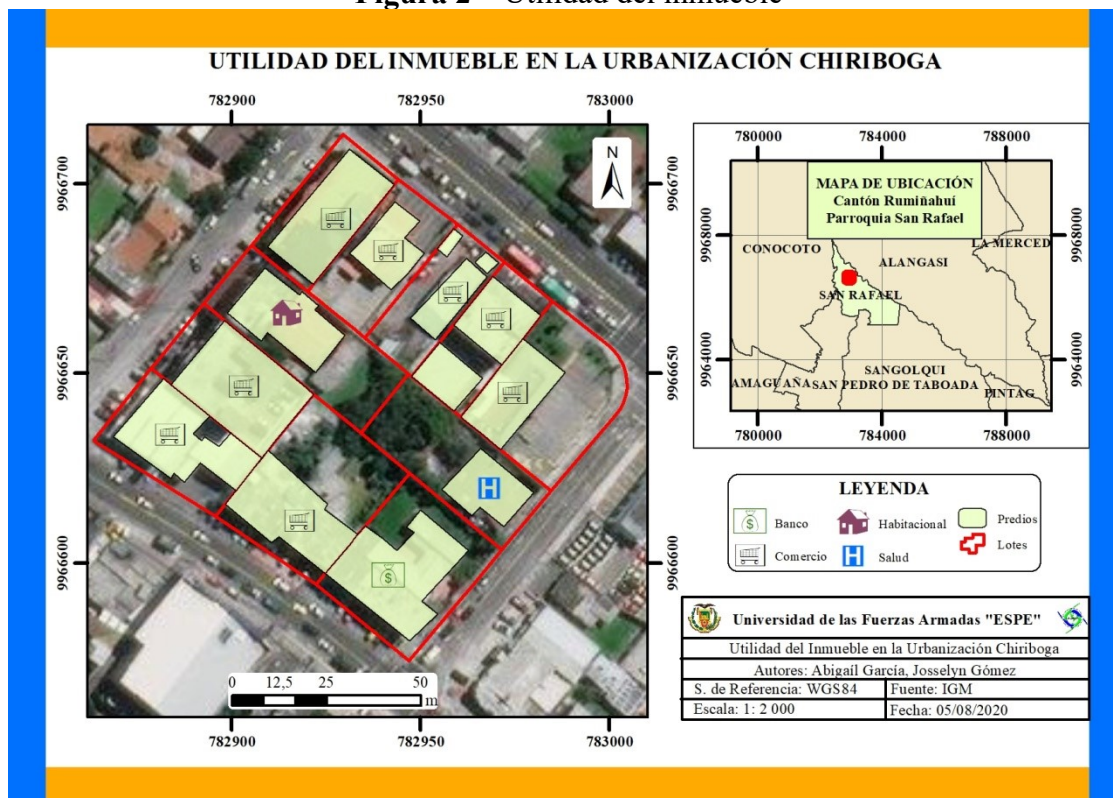 Figura 2 – Utilidad del inmueble
UTILIDAD DEL INMUEBLE EN LA URBANIZACIÓN CHIRIBOGA
782900 782950 783000
9966700 9966700
9966650 9966650
9966600 9966600
N
H
$
0 12,5 25 50
m
782900 782950 783000
780000 784000 788000
MAPA DE UBICACIÓN
Cantón Rumiñahuí
Parroquia San Rafael
9968000 9968000
CONOCOTO
LA MERCED
ALANGASI
SAN RAFAEL
9964000 9964000
SANGOLQUI
AMAGUAÑA SAN PEDRO DE TABOADA
PINTAG
780000 784000 788000
LEYENDA
$ Banco Habitacional Predios
Comercio H Salud Lotes
Universidad de las Fuerzas Armadas "ESPE"
Utilidad del Inmueble en la Urbanización Chiriboga
Autores: Abigail García, Josselyn Gómez
S. de Referencia: WGS84 Fuente: IGM
Escala: 1: 2 000 Fecha: 05/08/2020